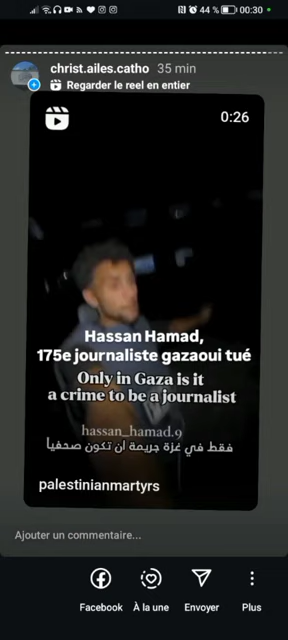 44 % 00:30
christ.ailes.catho 35 min
Regarder le reel en entier
0:26
Hassan Hamad,
175e journaliste gazaoui tué
Only in Gaza is it
a crime to be a journalist
hassan_hamad.9
فقط في غزة جريمة ان تكون صحفياً
palestinianmartyrs
Ajouter un commentaire...
Facebook À la une Envoyer Plus